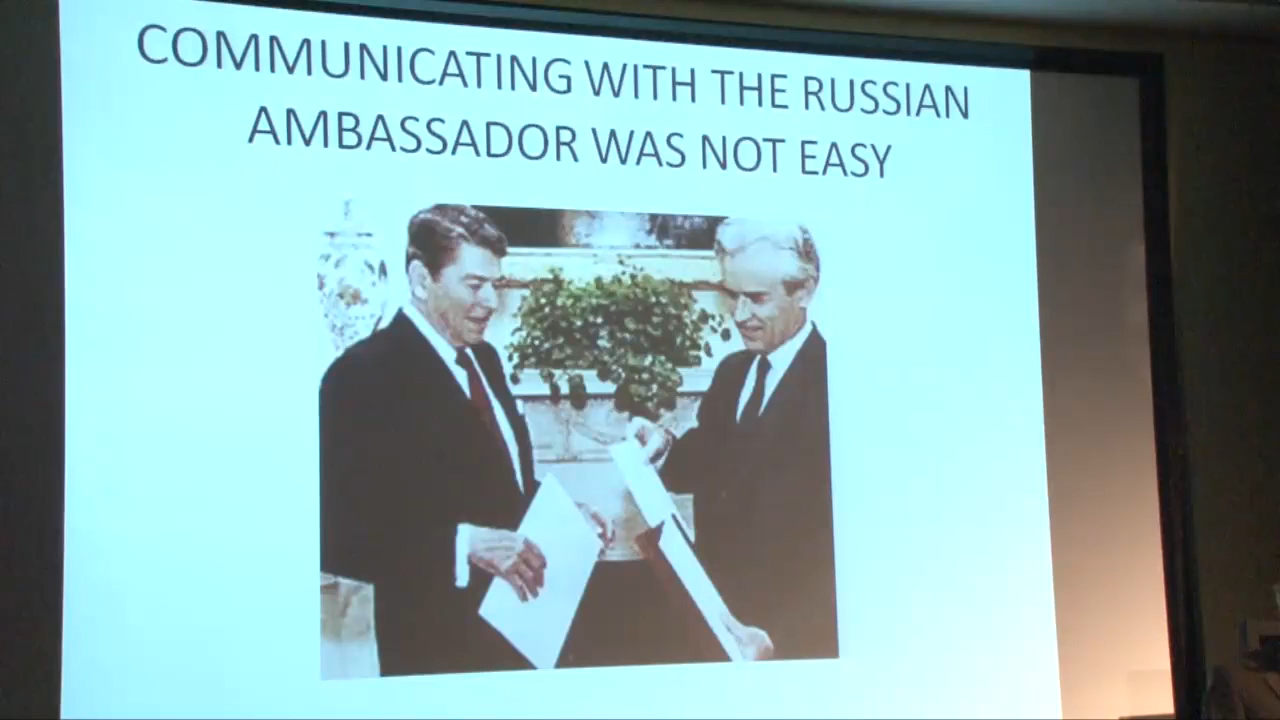 COMMUNICATING WITH THE RUSSIAN
AMBASSADOR WAS NOT EASY